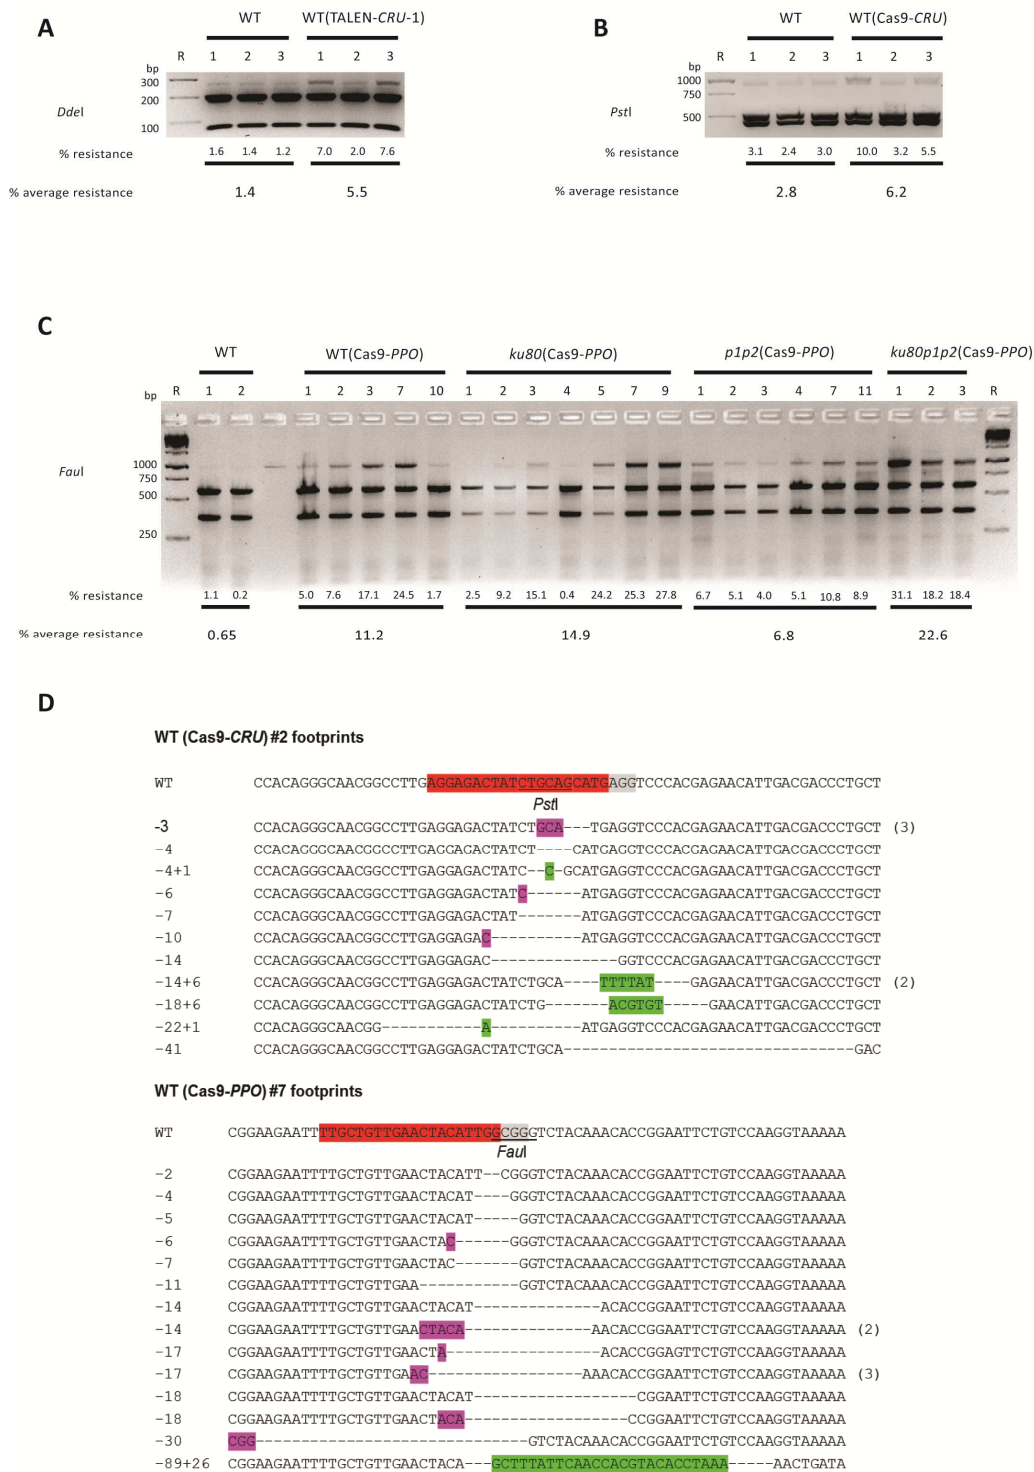 A
WT WT(TALEN-CRU-1)
R 1 2 3 1 2 3
bp
300
200
100
DdeI
% resistance 1.6 1.4 1.2 7.0 2.0 7.6
% average resistance 1.4 5.5
B
WT WT(Cas9-CRU)
R 1 2 3 1 2 3
bp
1000
750
500
PstI
% resistance 3.1 2.4 3.0 10.0 3.2 5.5
% average resistance 2.8 6.2
C
WT WT(Cas9-PPO) ku80(Cas9-PPO) p1p2(Cas9-PPO) ku80p1p2(Cas9-PPO)
bp R 1 2 1 2 3 7 10 1 2 3 4 5 7 9 1 2 3 4 7 11 1 2 3 R
1000
750
500
250
FauI
% resistance 1.1 0.2 5.0 7.6 17.1 24.5 1.7 2.5 9.2 15.1 0.4 24.2 25.3 27.8 6.7 5.1 4.0 5.1 10.8 8.9 31.1 18.2 18.4
% average resistance 0.65 11.2 14.9 6.8 22.6
D
WT (Cas9-CRU) #2 footprints
WT CCACAGGGCAACGGCCTTGAGGAGACTATCTGCAGCATGAGGTCCCACGAGAACATTGACGACCCTGCT
PstI
-3 CCACAGGGCAACGGCCTTGAGGAGACTATCTGCA---TGAGGTCCCACGAGAACATTGACGACCCTGCT (3)
-4 CCACAGGGCAACGGCCTTGAGGAGACTATCT----CATGAGGTCCCACGAGAACATTGACGACCCTGCT
-4+1 CCACAGGGCAACGGCCTTGAGGAGACTATC--C-GCATGAGGTCCCACGAGAACATTGACGACCCTGCT
-6 CCACAGGGCAACGGCCTTGAGGAGACTATC------ATGAGGTCCCACGAGAACATTGACGACCCTGCT
-7 CCACAGGGCAACGGCCTTGAGGAGACTAT-------ATGAGGTCCCACGAGAACATTGACGACCCTGCT
-10 CCACAGGGCAACGGCCTTGAGGAGAC----------ATGAGGTCCCACGAGAACATTGACGACCCTGCT
-14 CCACAGGGCAACGGCCTTGAGGAGAC--------------GGTCCCACGAGAACATTGACGACCCTGCT
-14+6 CCACAGGGCAACGGCCTTGAGGAGACTATCTGCA----TTTTAT----GAGAACATTGACGACCCTGCT (2)
-18+6 CCACAGGGCAACGGCCTTGAGGAGACTATCTG-------ACGTGT-----GAACATTGACGACCCTGCT
-22+1 CCACAGGGCAACGG-----------A----------ATGAGGTCCCACGAGAACATTGACGACCCTGCT
-41 CCACAGGGCAACGGCCTTGAGGAGACTATCTGCA--------------------------------GAC
WT (Cas9-PPO) #7 footprints
WT CGGAAGAATTTTGCTGTTGAACTACATTGGCGGGTCTACAAACACCGGAATTCTGTCCAAGGTAAAAA
FauI
-2 CGGAAGAATTTTGCTGTTGAACTACATT--CGGGTCTACAAACACCGGAATTCTGTCCAAGGTAAAAA
-4 CGGAAGAATTTTGCTGTTGAACTACAT----GGGTCTACAAACACCGGAATTCTGTCCAAGGTAAAAA
-5 CGGAAGAATTTTGCTGTTGAACTACAT-----GGTCTACAAACACCGGAATTCTGTCCAAGGTAAAAA
-6 CGGAAGAATTTTGCTGTTGAACTAC------GGGTCTACAAACACCGGAATTCTGTCCAAGGTAAAAA
-7 CGGAAGAATTTTGCTGTTGAACTAC-------GGTCTACAAACACCGGAATTCTGTCCAAGGTAAAAA
-11 CGGAAGAATTTTGCTGTTGAA-----------GGTCTACAAACACCGGAATTCTGTCCAAGGTAAAAA
-14 CGGAAGAATTTTGCTGTTGAACTACAT--------------ACACCGGAATTCTGTCCAAGGTAAAAA
-14 CGGAAGAATTTTGCTGTTGAACTACA--------------AACACCGGAATTCTGTCCAAGGTAAAAA (2)
-17 CGGAAGAATTTTGCTGTTGAACTA-----------------ACACCGGAGTTCTGTCCAAGGTAAAAA
-17 CGGAAGAATTTTGCTGTTGAAC-----------------AAACACCGGAATTCTGTCCAAGGTAAAAA (3)
-18 CGGAAGAATTTTGCTGTTGAACTACAT------------------CGGAATTCTGTCCAAGGTAAAAA
-18 CGGAAGAATTTTGCTGTTGAACTACA------------------CCGGAATTCTGTCCAAGGTAAAAA
-30 CGG------------------------------GTCTACAAACACCGGAATTCTGTCCAAGGTAAAAA
-89+26 CGGAAGAATTTTGCTGTTGAACTACA---GCTTTATTCAACCACGTACACCTAAA-----AACTGATA